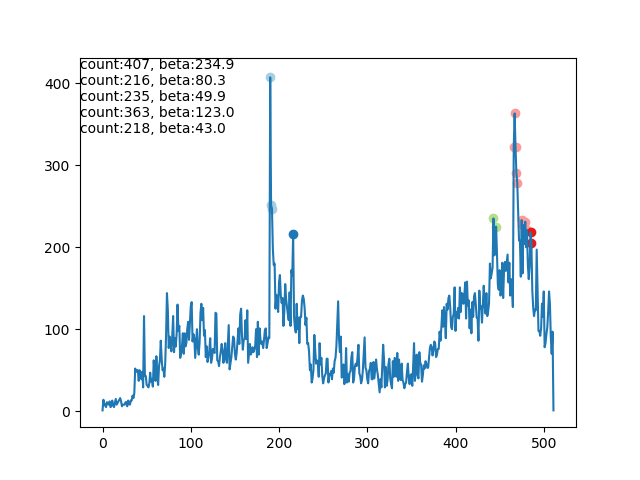 count:407, beta:234.9
count:216, beta:80.3
count:235, beta:49.9
count:363, beta:123.0
count:218, beta:43.0
400
300
200
100
0
0 100 200 300 400 500